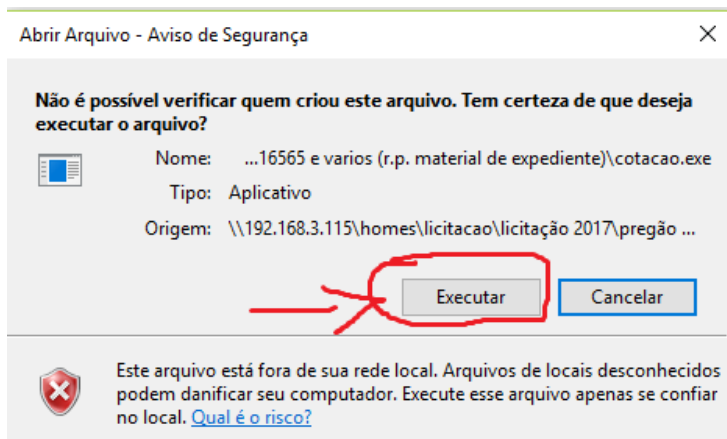 Abrir Arquivo - Aviso de Segurança
Não é possível verificar quem criou este arquivo. Tem certeza de que deseja
executar o arquivo?
Nome: ...16565 e varios (r.p. material de expediente)\cotacao.exe
Tipo: Aplicativo
Origem: \\192.168.3.115\homes\licitacao\licitação 2017\pregão ...
Executar Cancelar
Este arquivo está fora de sua rede local. Arquivos de locais desconhecidos
podem danificar seu computador. Execute esse arquivo apenas se confiar
no local. Qual é o risco?